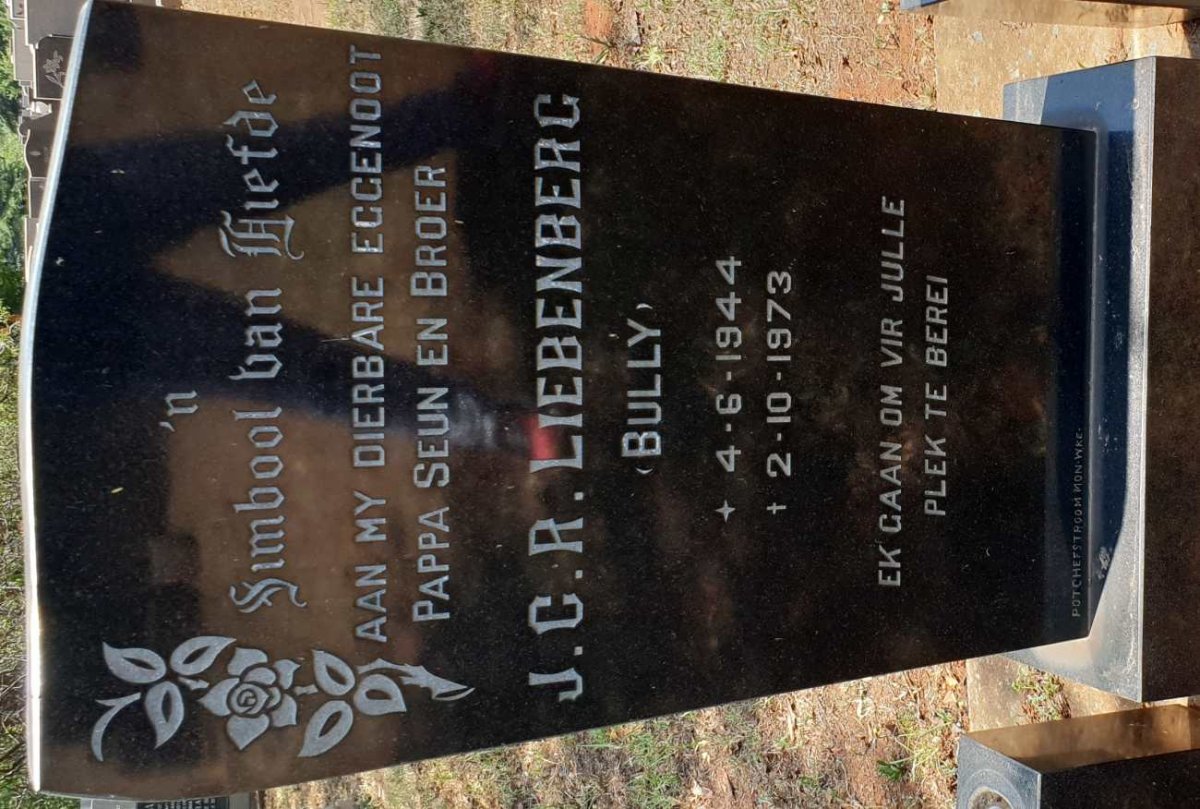 'n
Simbool van Liefde
AAN MY DIERBARE EGGENOOT
PAPPA SEUN EN BROER
J.C.R. LIEBENBERG
(BULLY)
4-6-1944
† 2-10-1973
EK GAAN OM VIR JULLE
PLEK TE BEREI
POTCHEFSTROOM MON-WKE.